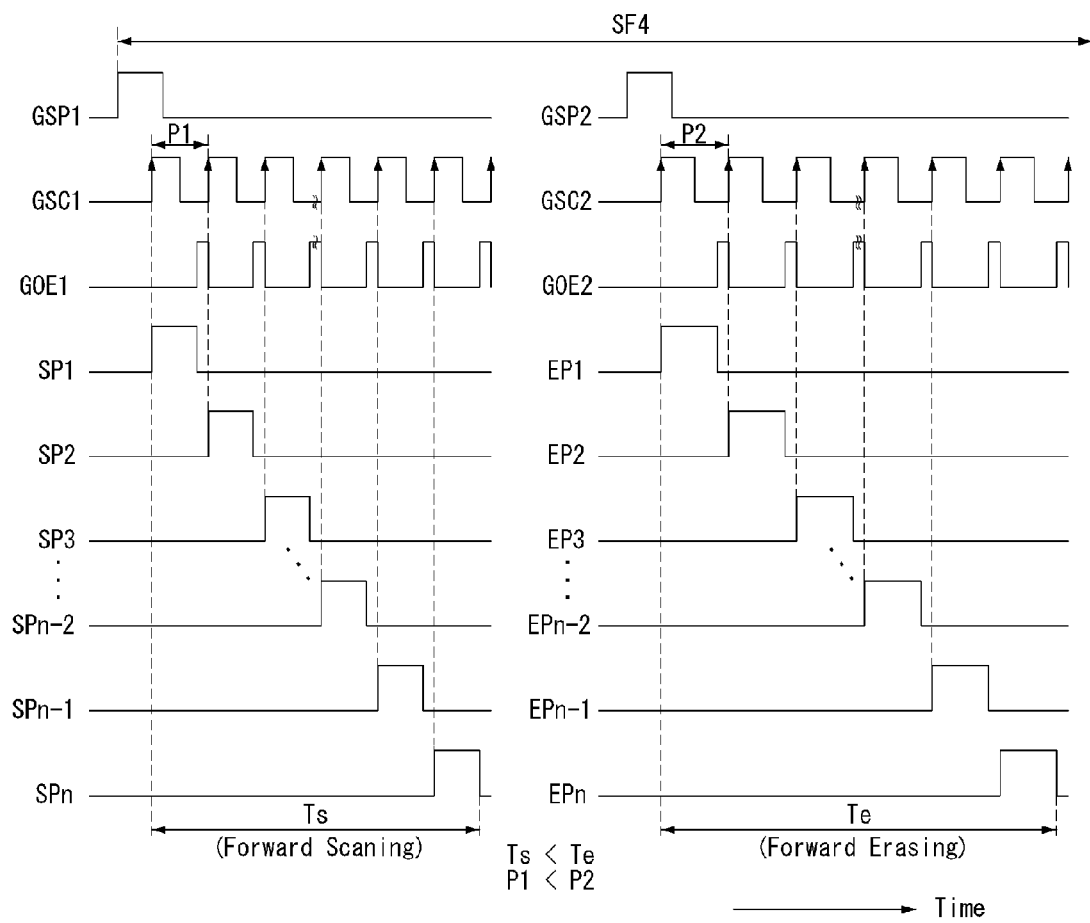 SF4
GSP1
GSP2
P1
P2
GSC1
GSC2
GOE1
GOE2
SP1
EP1
SP2
EP2
SP3
EP3
SPn-2
EPn-2
SPn-1
EPn-1
SPn
EPn
Ts
(Forward Scaning)
Te
(Forward Erasing)
Ts < Te
P1 < P2
Time